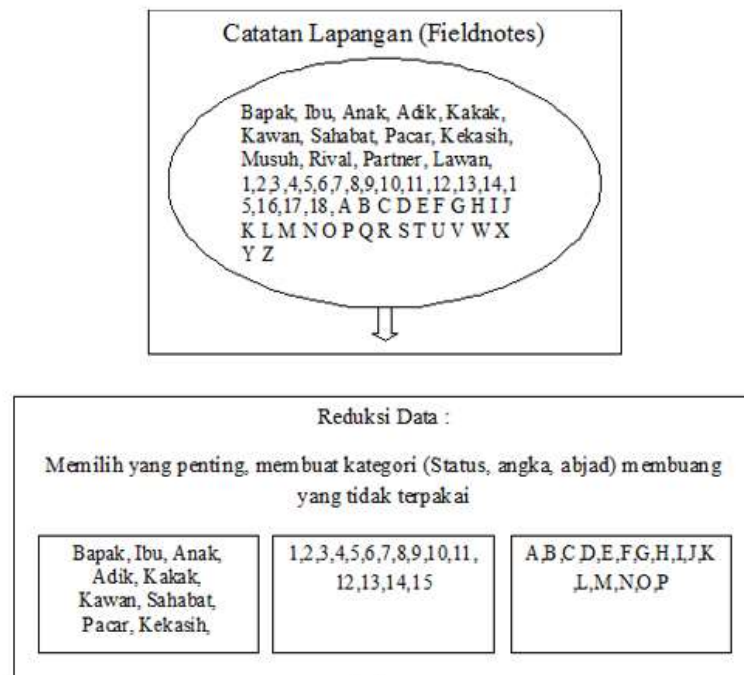 Catatan Lapangan (Fieldnotes)
Bapak, Ibu, Anak, Adik, Kakak,
Kawan, Sahabat, Pacar, Kekasih,
Musuh, Rival, Partner, Lawan,
1,2,3,4,5,6,7,8,9,10,11,12,13,14,1
5,16,17,18, A B C D E F G H I J
K L M N O P Q R S T U V W X
Y Z
Reduksi Data :
Memilih yang penting, membuat kategori (Status, angka, abjad) membuang
yang tidak terpakai
Bapak, Ibu, Anak,
Adik, Kakak,
Kawan, Sahabat,
Pacar, Kekasih,
1,2,3,4,5,6,7,8,9,10,11,
12,13,14,15
A,B,C,D,E,F,G,H,I,J,K
,L,M,N,O,P